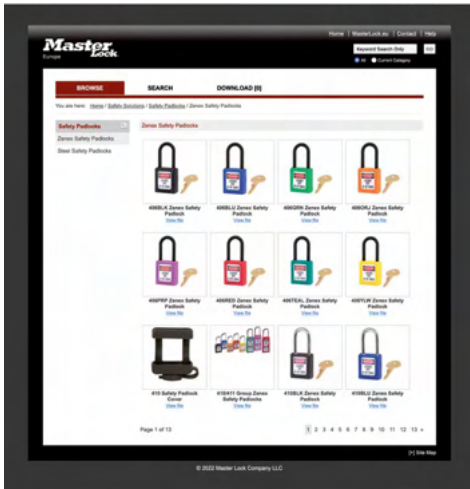 Home | MasterLock.eu | Contact | Help
Master Lock
Europe
Keyword Search Only GO
All Current Category
BROWSE SEARCH DOWNLOAD [0]
You are here: Home / Safety Solutions / Safety Padlocks / Zenex Safety Padlocks
Safety Padlocks
Zenex Safety Padlocks
Steel Safety Padlocks
Zenex Safety Padlocks
406BLK Zenex Safety Padlock
View file
406BLU Zenex Safety Padlock
View file
406GRN Zenex Safety Padlock
View file
406ORJ Zenex Safety Padlock
View file
406PRP Zenex Safety Padlock
View file
406RED Zenex Safety Padlock
View file
406TEAL Zenex Safety Padlock
View file
406YLW Zenex Safety Padlock
View file
410 Safety Padlock Cover
View file
410/411 Group Zenex Safety Padlocks
View file
410BLK Zenex Safety Padlock
View file
410BLU Zenex Safety Padlock
View file
Page 1 of 13
1 2 3 4 5 6 7 8 9 10 11 12 13 »
[+] Site Map
© 2022 Master Lock Company LLC